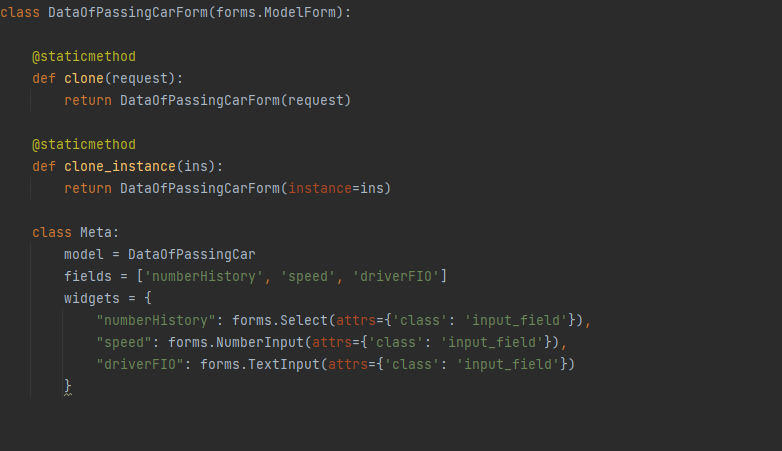 class DataOfPassingCarForm(forms.ModelForm):
@staticmethod
def clone(request):
return DataOfPassingCarForm(request)
@staticmethod
def clone_instance(ins):
return DataOfPassingCarForm(instance=ins)
class Meta:
model = DataOfPassingCar
fields = ['numberHistory', 'speed', 'driverFIO']
widgets = {
"numberHistory": forms.Select(attrs={'class': 'input_field'}),
"speed": forms.NumberInput(attrs={'class': 'input_field'}),
"driverFIO": forms.TextInput(attrs={'class': 'input_field'})
}